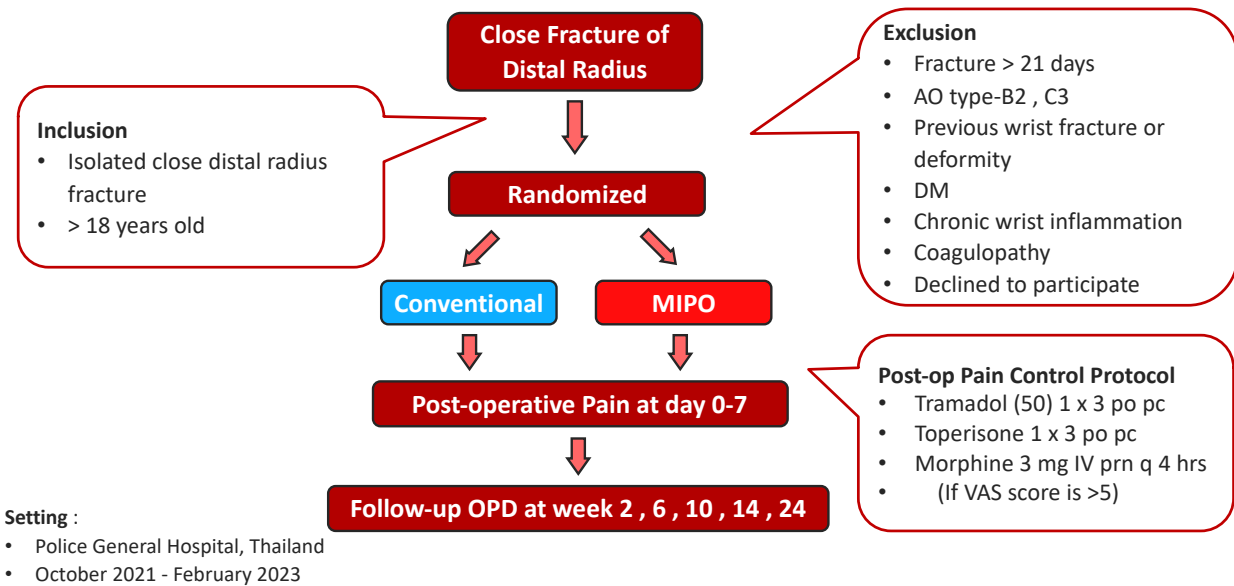 Close Fracture of
Distal Radius
Inclusion
• Isolated close distal radius
fracture
• > 18 years old
Exclusion
• Fracture > 21 days
• AO type-B2 , C3
• Previous wrist fracture or
deformity
• DM
• Chronic wrist inflammation
• Coagulopathy
• Declined to participate
Randomized
Conventional
MIPO
Post-operative Pain at day 0-7
Post-op Pain Control Protocol
• Tramadol (50) 1 x 3 po pc
• Toperisone 1 x 3 po pc
• Morphine 3 mg IV prn q 4 hrs
• (If VAS score is >5)
Follow-up OPD at week 2 , 6 , 10 , 14 , 24
Setting :
• Police General Hospital, Thailand
• October 2021 - February 2023